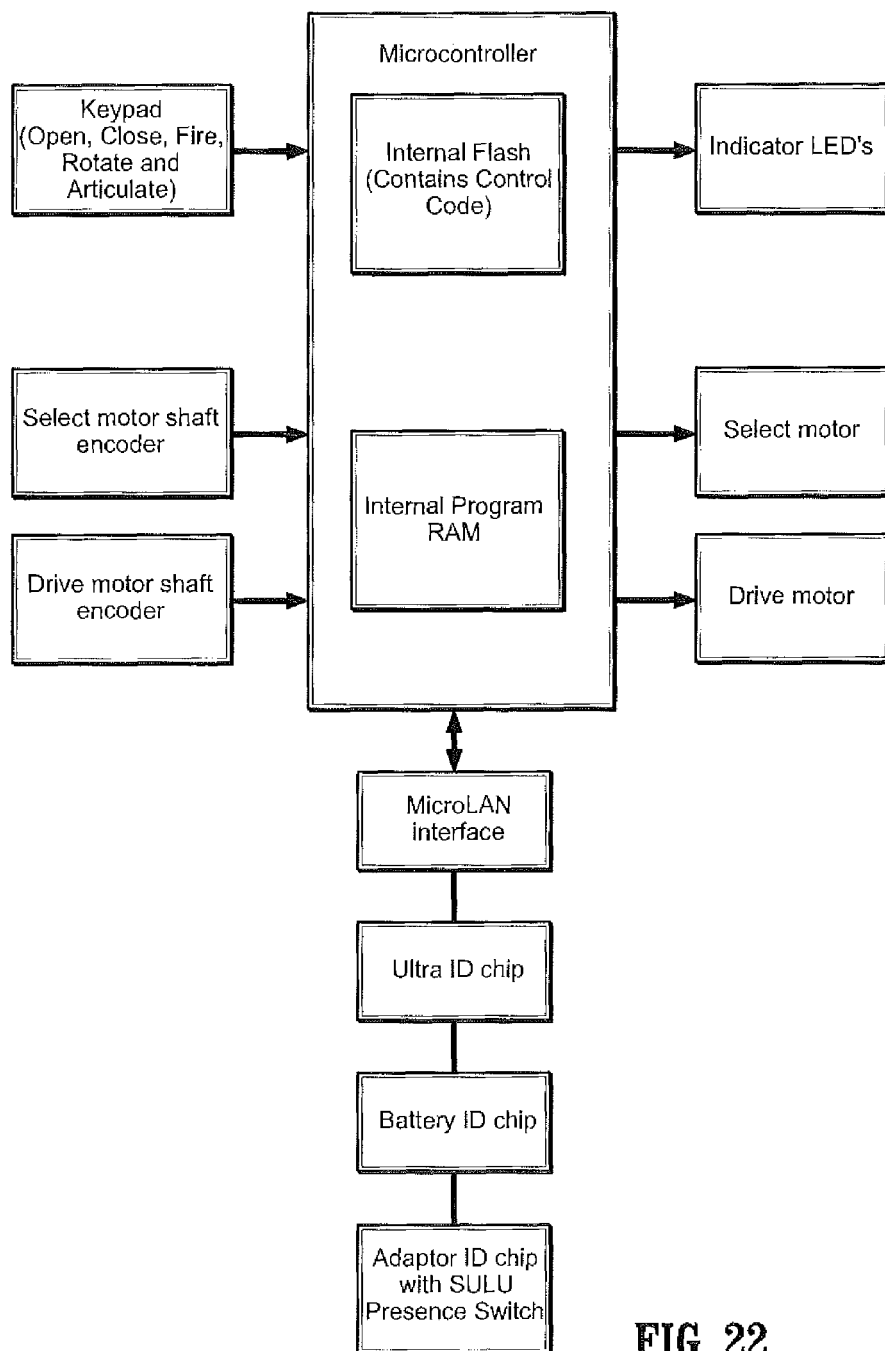 Microcontroller
Keypad
(Open, Close, Fire,
Rotate and
Articulate)
Internal Flash
(Contains Control
Code)
Indicator LED's
Select motor shaft
encoder
Select motor
Internal Program
RAM
Drive motor shaft
encoder
Drive motor
MicroLAN
interface
Ultra ID chip
Battery ID chip
Adaptor ID chip
with SULU
Presence Switch
FIG. 22